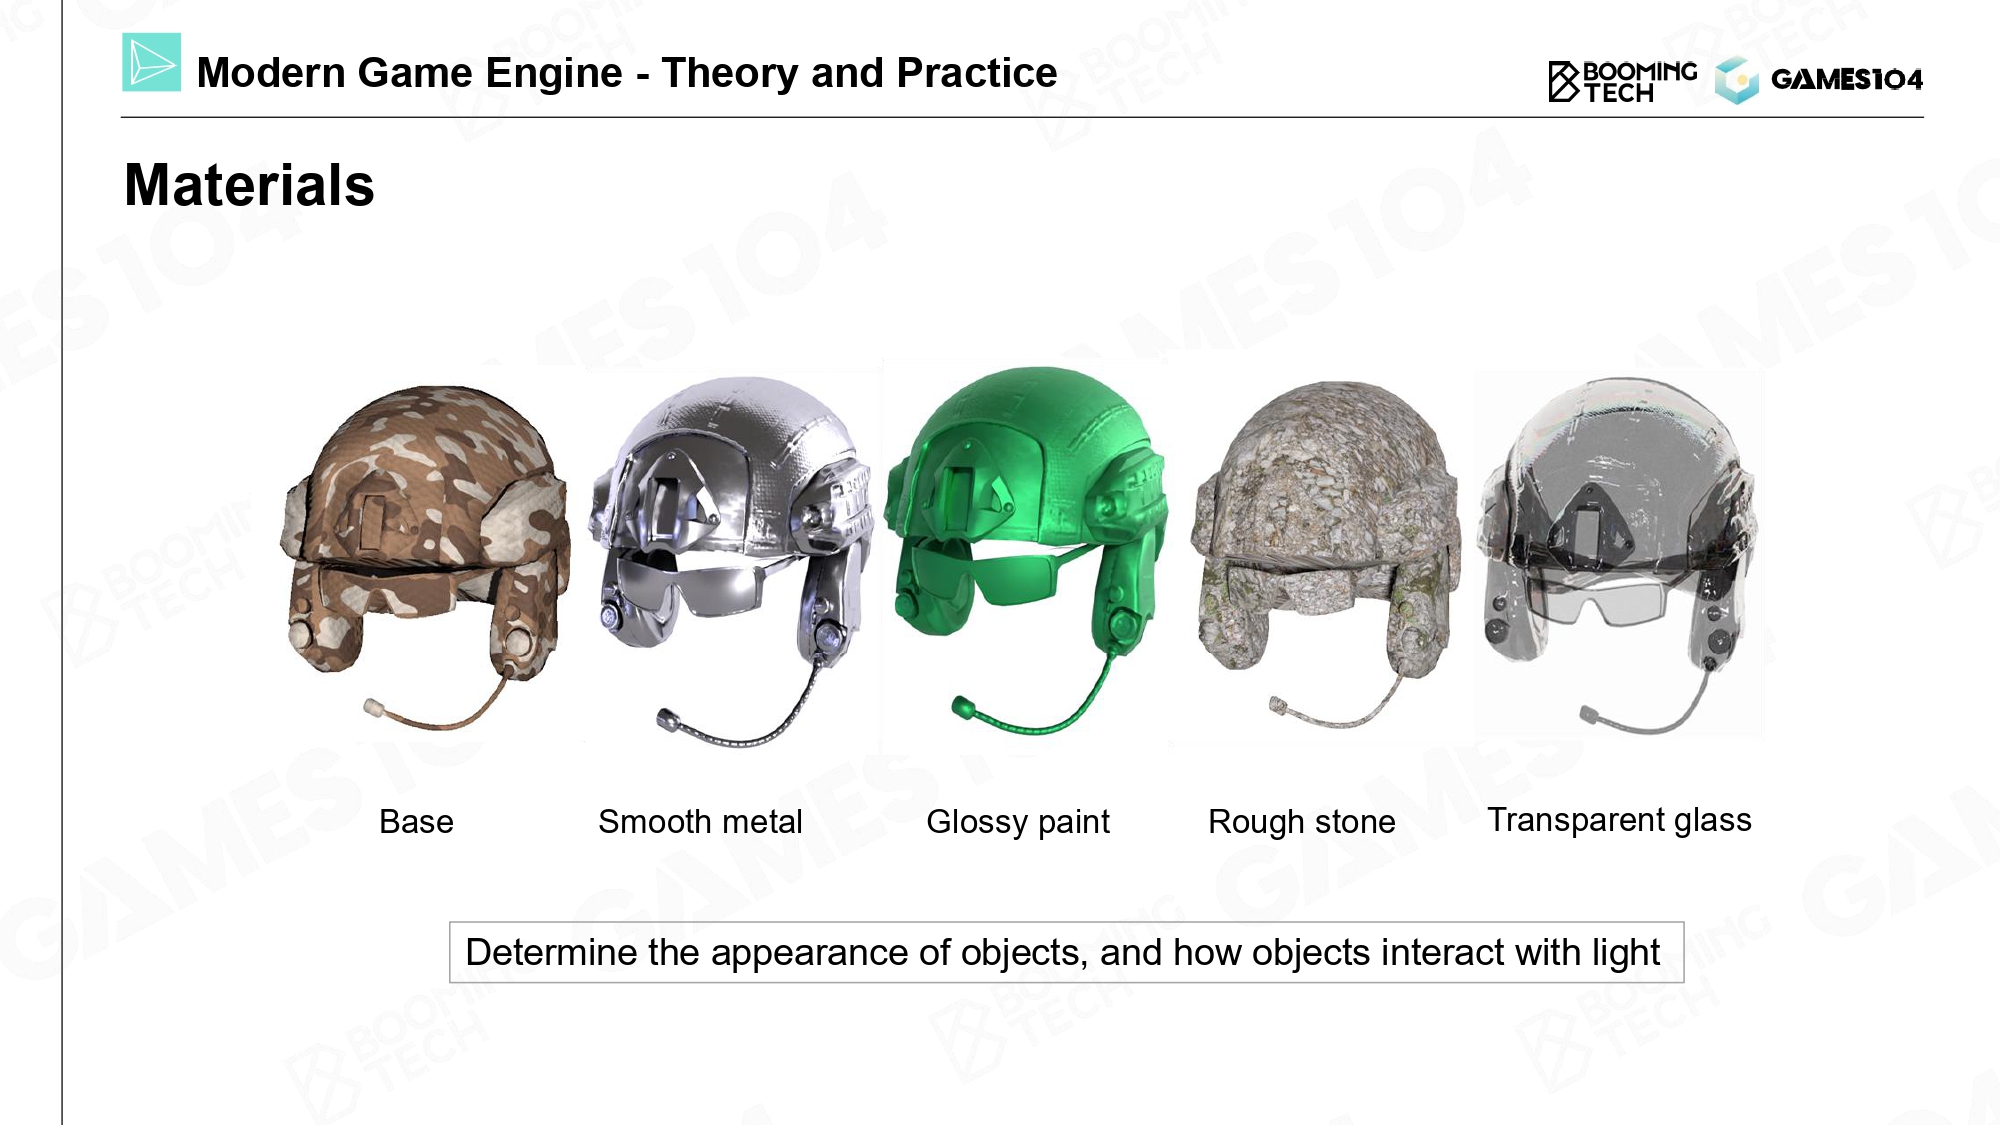 Modern Game Engine - Theory and Practice
BOOMING
TECH
GAMES104
Materials
Base
Smooth metal
Glossy paint
Rough stone
Transparent glass
Determine the appearance of objects, and how objects interact with light